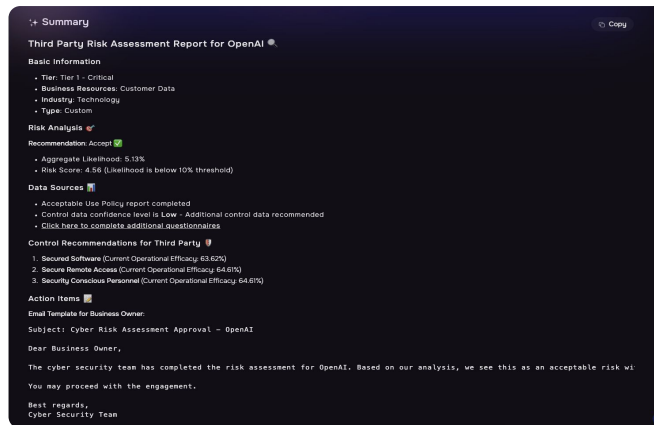 Summary
Copy
Third Party Risk Assessment Report for OpenAI
Basic Information
• Tier: Tier 1 - Critical
• Business Resources: Customer Data
• Industry: Technology
• Type: Custom
Risk Analysis
Recommendation: Accept ✅
• Aggregate Likelihood: 5.13%
• Risk Score: 4.56 (Likelihood is below 10% threshold)
Data Sources
• Acceptable Use Policy report completed
• Control data confidence level is Low - Additional control data recommended
• Click here to complete additional questionnaires
Control Recommendations for Third Party
1. Secured Software (Current Operational Efficacy: 63.62%)
2. Secure Remote Access (Current Operational Efficacy: 64.61%)
3. Security Conscious Personnel (Current Operational Efficacy: 64.61%)
Action Items
Email Template for Business Owner:
Subject: Cyber Risk Assessment Approval - OpenAI
Dear Business Owner,
The cyber security team has completed the risk assessment for OpenAI. Based on our analysis, we see this as an acceptable risk wi
You may proceed with the engagement.
Best regards,
Cyber Security Team